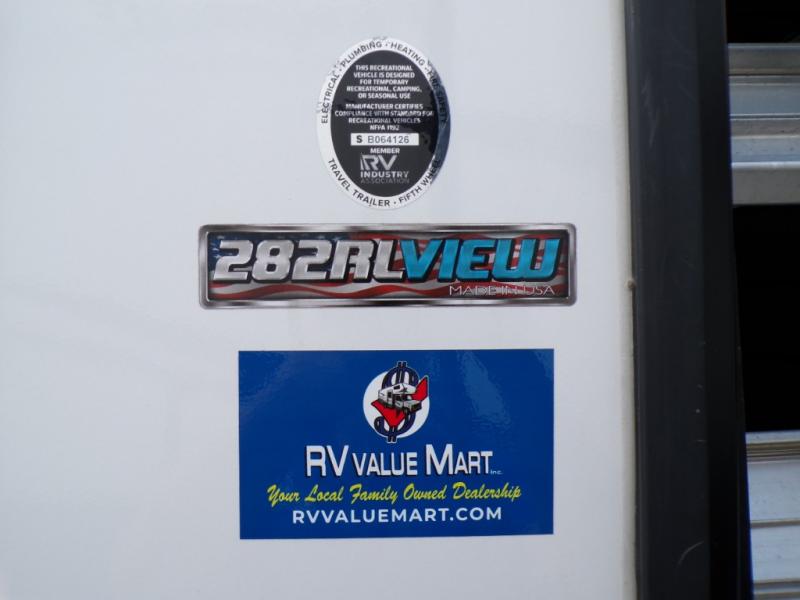 ELECTRICAL · PLUMBING · HEATING · FIRE SAFETY
THIS RECREATIONAL
VEHICLE IS DESIGNED
FOR TEMPORARY
RECREATIONAL, CAMPING,
OR SEASONAL USE
MANUFACTURER CERTIFIES
COMPLIANCE WITH STANDARD FOR
RECREATIONAL VEHICLES
NFPA 1192
S B064126
MEMBER
RV
INDUSTRY
ASSOCIATION
TRAVEL TRAILER · FIFTH WHEEL
282RLVIEW
MADE IN USA
RV VALUE MART Inc.
Your Local Family Owned Dealership
RVVALUEMART.COM